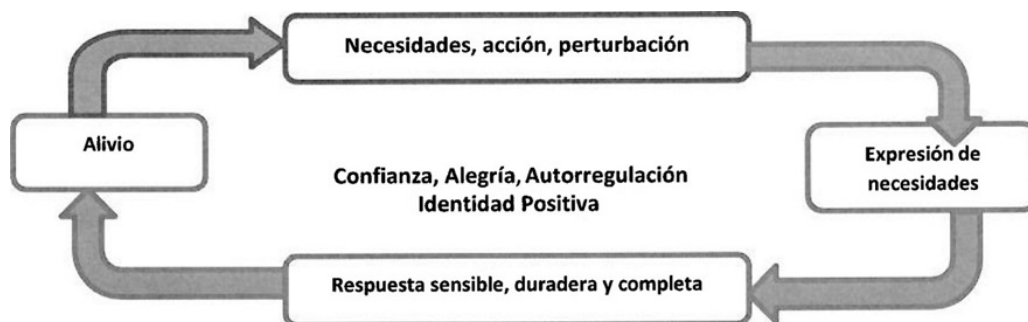 Necesidades, acción, perturbación
Alivio
Expresión de
necesidades
Confianza, Alegría, Autorregulación
Identidad Positiva
Respuesta sensible, duradera y completa